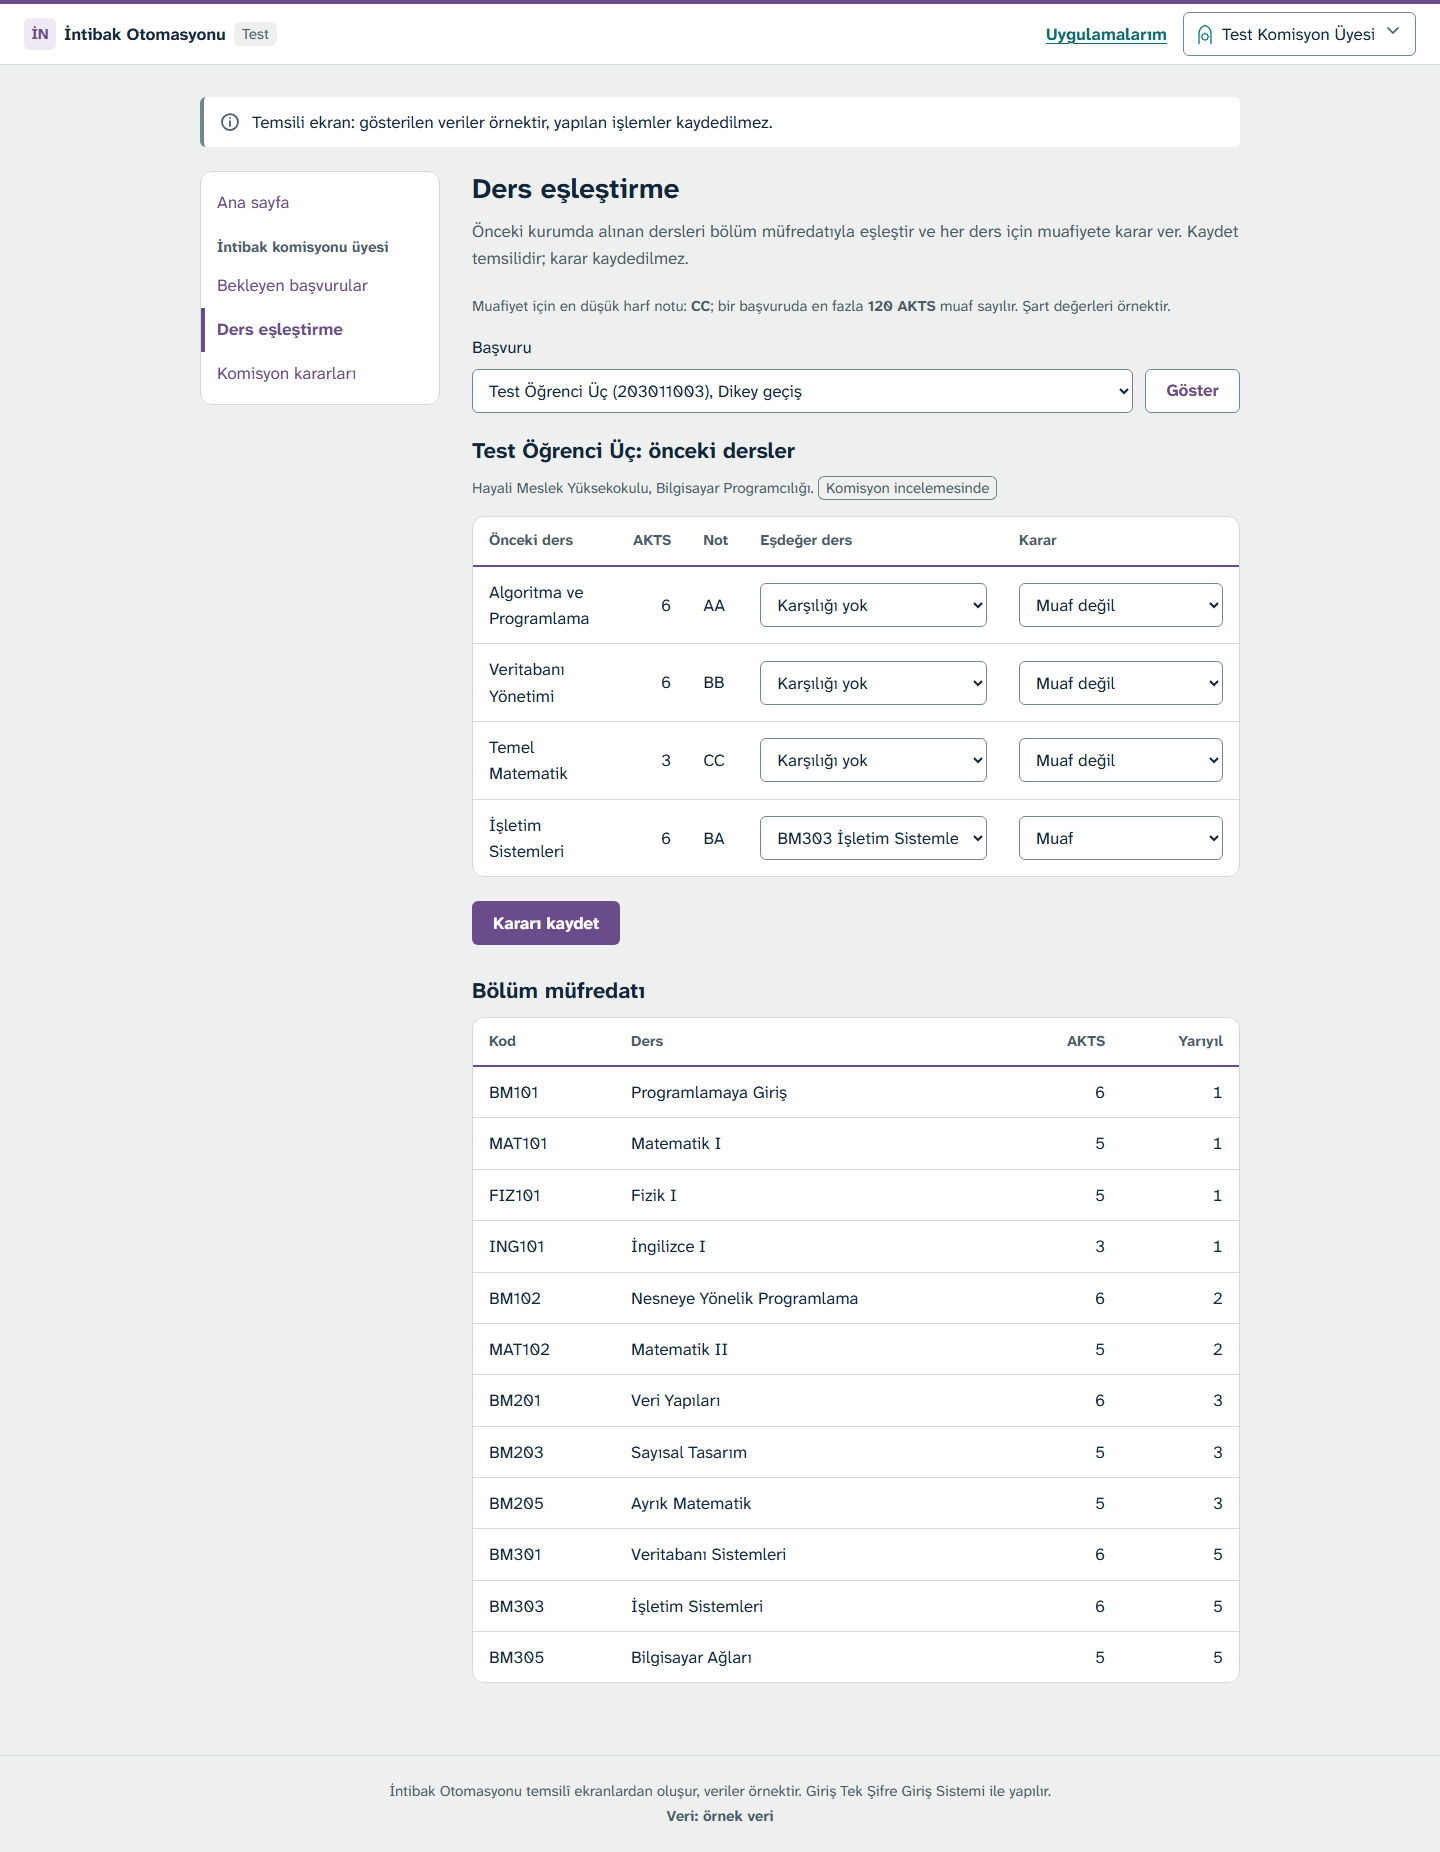 İN İntibak Otomasyonu Test
Uygulamalarım
Test Komisyon Üyesi
Temsili ekran: gösterilen veriler örnektir, yapılan işlemler kaydedilmez.
Ana sayfa
İntibak komisyonu üyesi
Bekleyen başvurular
Ders eşleştirme
Komisyon kararları
Ders eşleştirme
Önceki kurumda alınan dersleri bölüm müfredatıyla eşleştir ve her ders için muafiyete karar ver. Kaydet
temsilidir; karar kaydedilmez.
Muafiyet için en düşük harf notu: CC; bir başvuruda en fazla 120 AKTS muaf sayılır. Şart değerleri örnektir.
Başvuru
Test Öğrenci Üç (203011003), Dikey geçiş
Göster
Test Öğrenci Üç: önceki dersler
Hayali Meslek Yüksekokulu, Bilgisayar Programcılığı. Komisyon incelemesinde
Önceki ders AKTS Not Eşdeğer ders Karar
Algoritma ve
Programlama
6 AA Karşılığı yok Muaf değil
Veritabanı
Yönetimi
6 BB Karşılığı yok Muaf değil
Temel
Matematik
3 CC Karşılığı yok Muaf değil
İşletim
Sistemleri
6 BA BM303 İşletim Sistemle Muaf
Kararı kaydet
Bölüm müfredatı
Kod Ders AKTS Yarıyıl
BM101 Programlamaya Giriş 6 1
MAT101 Matematik I 5 1
FIZ101 Fizik I 5 1
ING101 İngilizce I 3 1
BM102 Nesneye Yönelik Programlama 6 2
MAT102 Matematik II 5 2
BM201 Veri Yapıları 6 3
BM203 Sayısal Tasarım 5 3
BM205 Ayrık Matematik 5 3
BM301 Veritabanı Sistemleri 6 5
BM303 İşletim Sistemleri 6 5
BM305 Bilgisayar Ağları 5 5
İntibak Otomasyonu temsilî ekranlardan oluşur, veriler örnektir. Giriş Tek Şifre Giriş Sistemi ile yapılır.
Veri: örnek veri